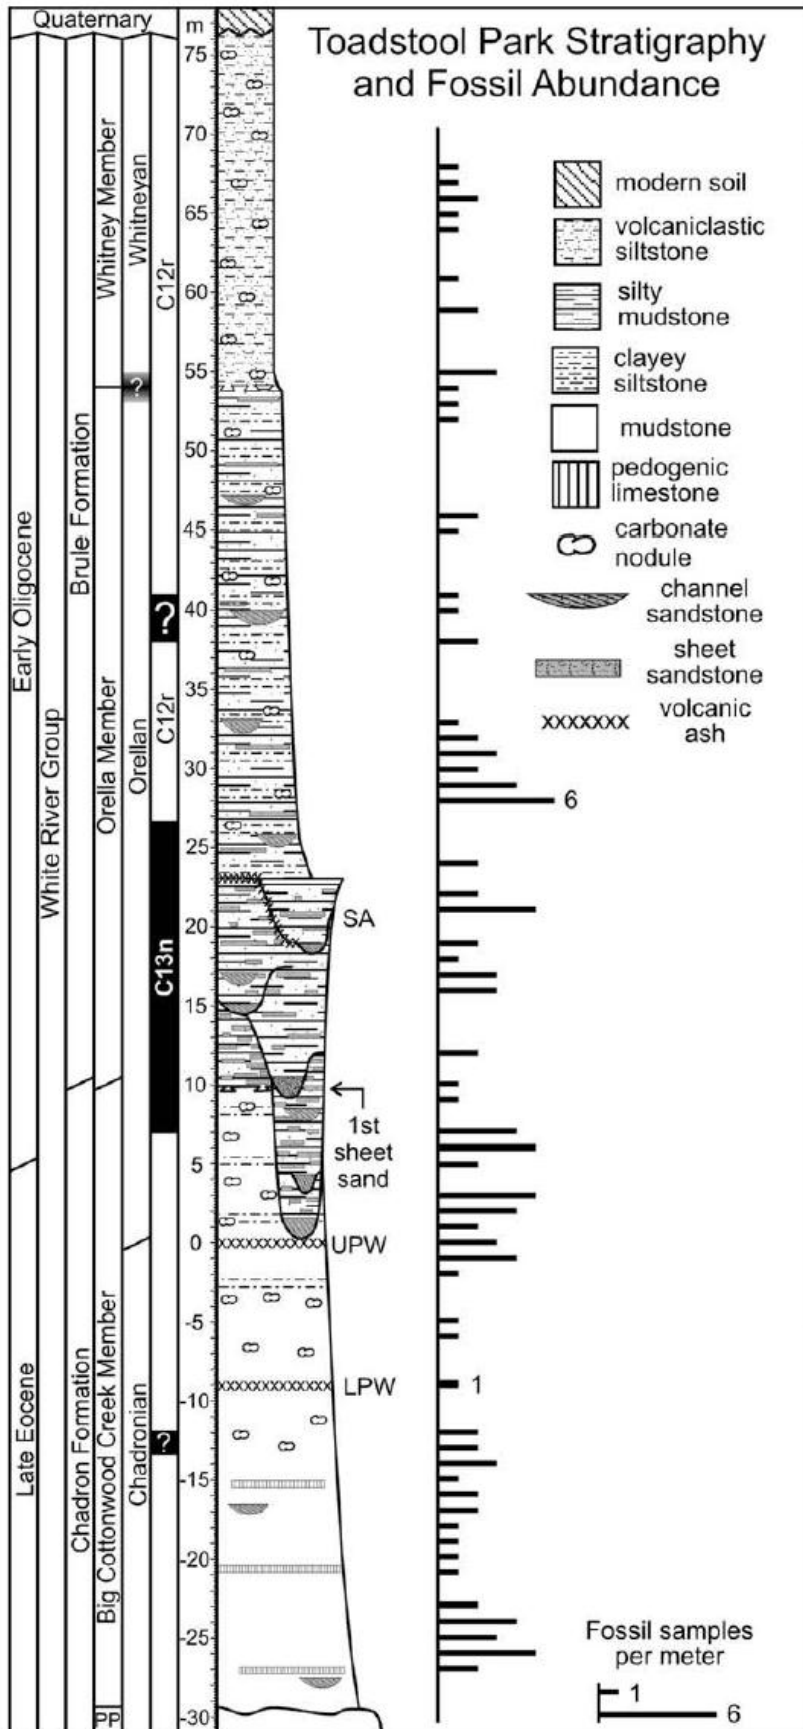 Toadstool Park Stratigraphy
and Fossil Abundance
Quaternary
m
75
70
65
60
55
50
45
40
35
30
25
20
15
10
5
0
-5
-10
-15
-20
-25
-30
Early Oligocene
Late Eocene
White River Group
Brule Formation
Chadron Formation
Whitney Member
Orella Member
Big Cottonwood Creek Member
PP
Whitneyan
?
Orellan
Chadronian
C12r
?
C12r
C13n
?
SA
1st
sheet
sand
UPW
LPW
6
1
modern soil
volcaniclastic
siltstone
silty
mudstone
clayey
siltstone
mudstone
pedogenic
limestone
carbonate
nodule
channel
sandstone
sheet
sandstone
volcanic
ash
Fossil samples
per meter
1
6